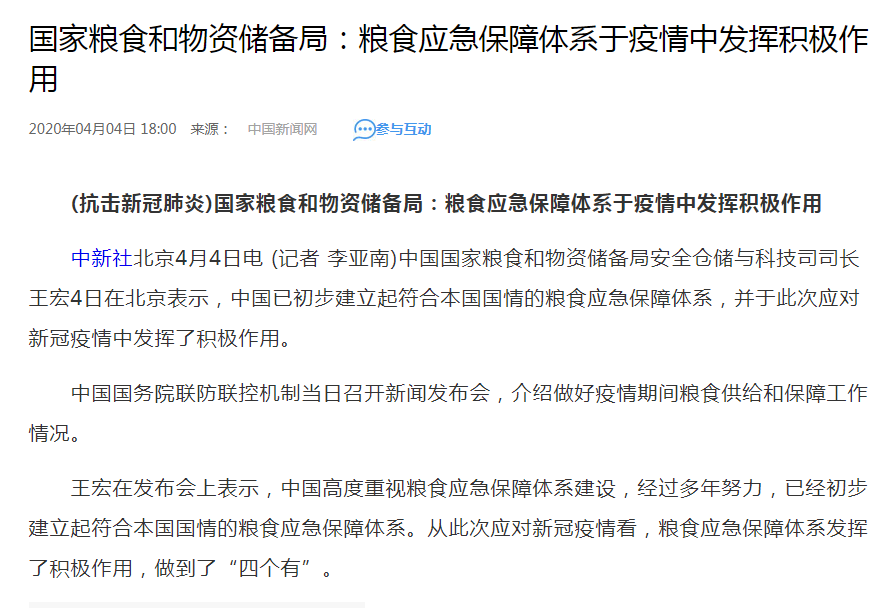 国家粮食和物资储备局：粮食应急保障体系于疫情中发挥积极作
用
2020年04月04日 18:00 来源： 中国新闻网 参与互动
(抗击新冠肺炎)国家粮食和物资储备局：粮食应急保障体系于疫情中发挥积极作用
中新社北京4月4日电 (记者 李亚南)中国国家粮食和物资储备局安全仓储与科技司司长
王宏4日在北京表示，中国已初步建立起符合本国国情的粮食应急保障体系，并于此次应对
新冠疫情中发挥了积极作用。
中国国务院联防联控机制当日召开新闻发布会，介绍做好疫情期间粮食供给和保障工作
情况。
王宏在发布会上表示，中国高度重视粮食应急保障体系建设，经过多年努力，已经初步
建立起符合本国国情的粮食应急保障体系。从此次应对新冠疫情看，粮食应急保障体系发挥
了积极作用，做到了“四个有”。